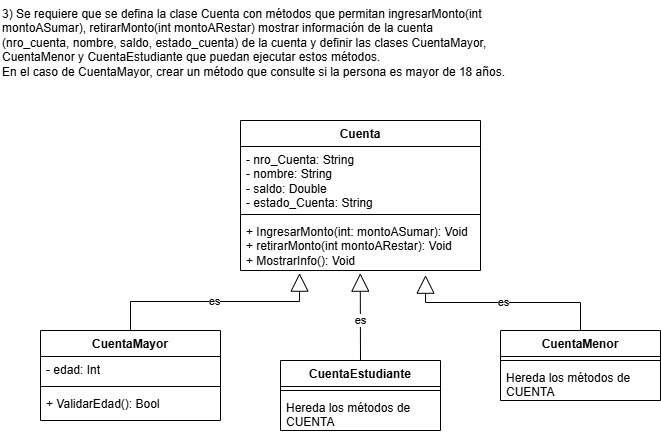 3) Se requiere que se defina la clase Cuenta con métodos que permitan ingresarMonto(int
montoASumar), retirarMonto(int montoARestar) mostrar información de la cuenta
(nro_cuenta, nombre, saldo, estado_cuenta) de la cuenta y definir las clases CuentaMayor,
CuentaMenor y CuentaEstudiante que puedan ejecutar estos métodos.
En el caso de CuentaMayor, crear un método que consulte si la persona es mayor de 18 años.
Cuenta
- nro_Cuenta: String
- nombre: String
- saldo: Double
- estado_Cuenta: String
+ IngresarMonto(int: montoASumar): Void
+ retirarMonto(int montoARestar): Void
+ MostrarInfo(): Void
es
es
es
CuentaMayor
- edad: Int
+ ValidarEdad(): Bool
CuentaEstudiante
Hereda los métodos de
CUENTA
CuentaMenor
Hereda los métodos de
CUENTA